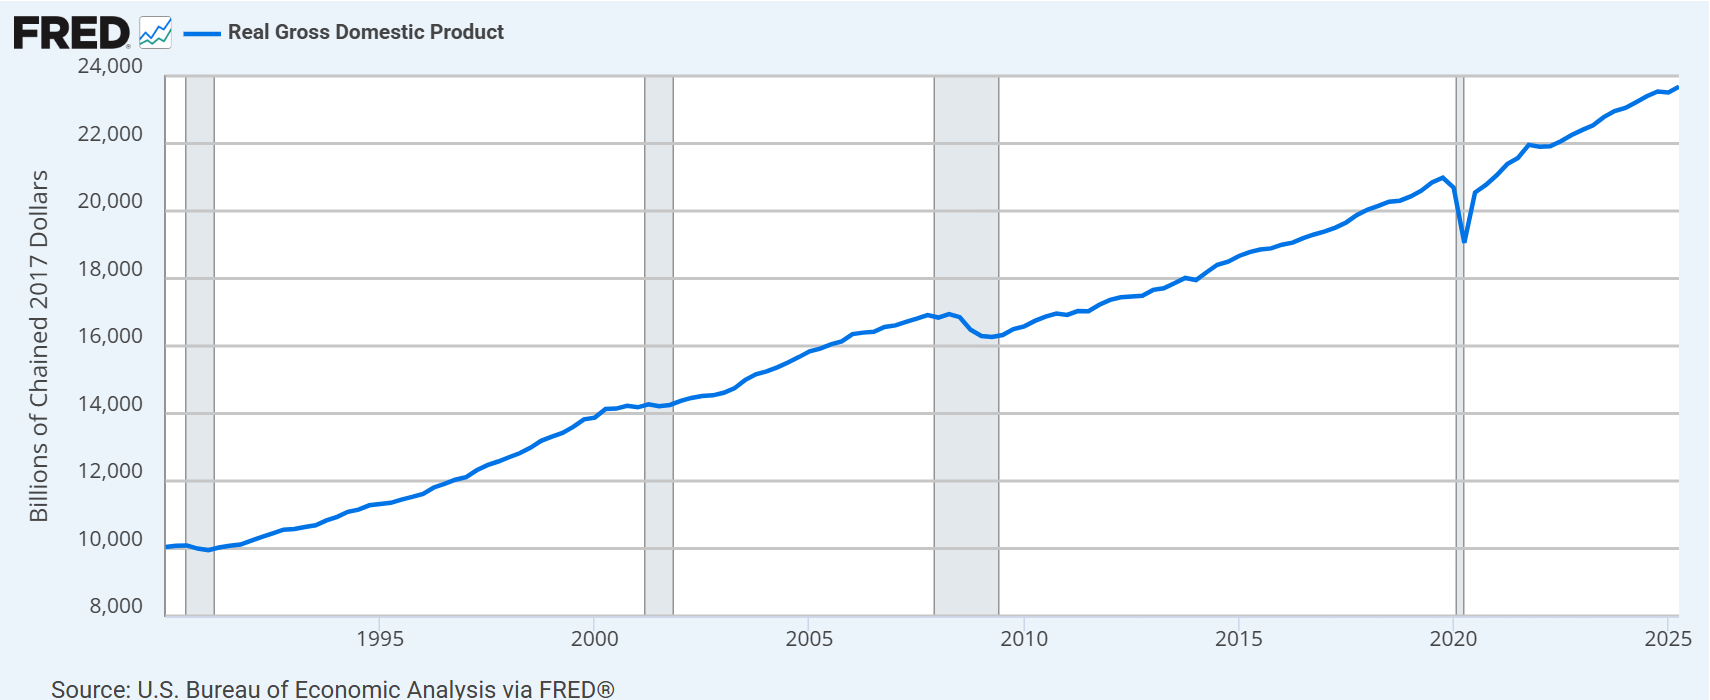 FRED® Real Gross Domestic Product
24,000
22,000
20,000
18,000
16,000
14,000
12,000
10,000
8,000
Billions of Chained 2017 Dollars
1995 2000 2005 2010 2015 2020 2025
Source: U.S. Bureau of Economic Analysis via FRED®